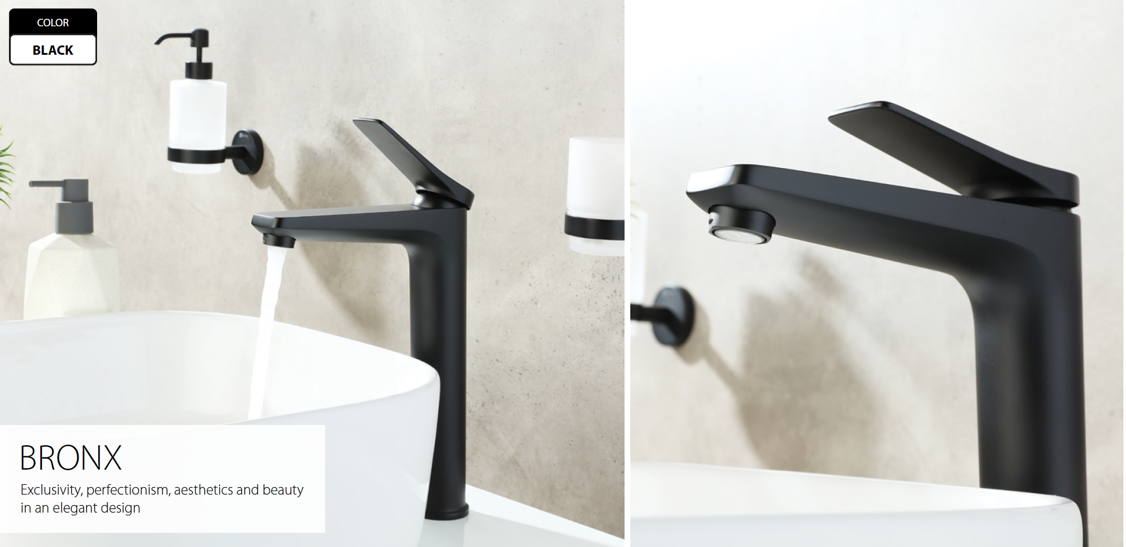 COLOR
BLACK
BRONX
Exclusivity, perfectionism, aesthetics and beauty
in an elegant design